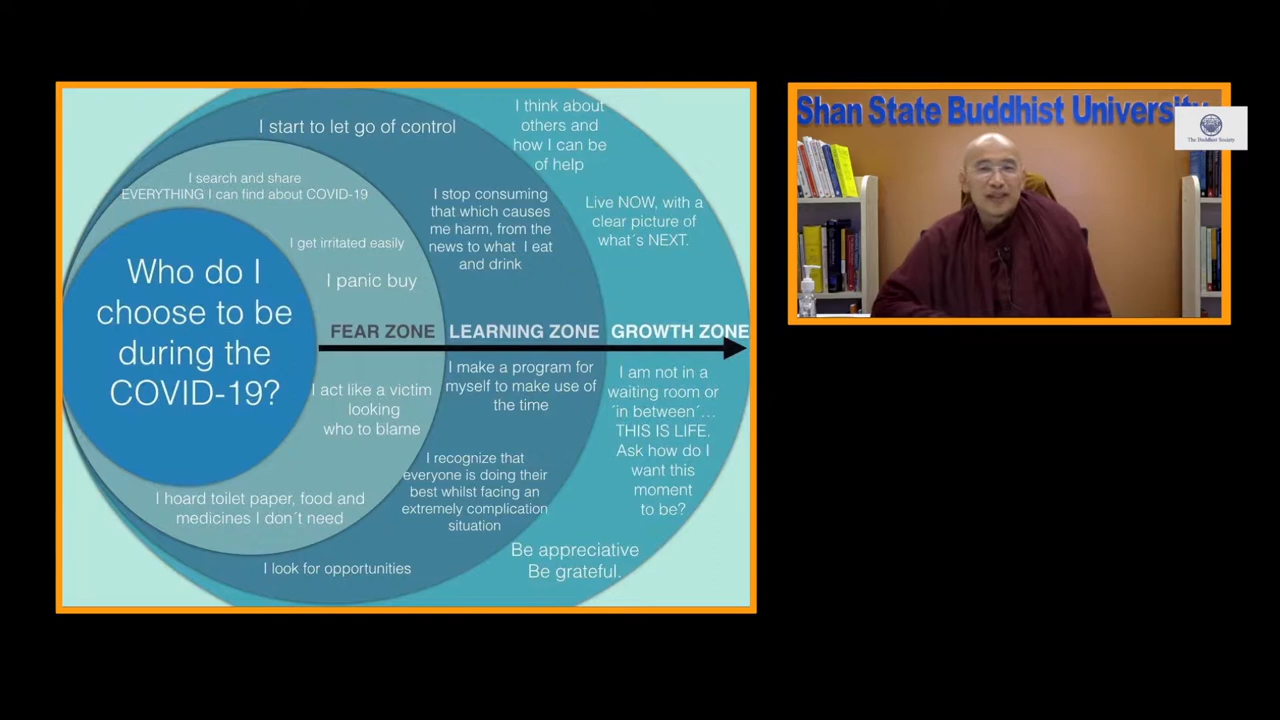 I think about
others and
how I can be
of help
I start to let go of control
I search and share
EVERYTHING I can find about COVID-19
I stop consuming
that which causes
me harm, from the
news to what I eat
and drink
Live NOW, with a
clear picture of
what´s NEXT.
I get irritated easily
I panic buy
Who do I
choose to be
during the
COVID-19?
FEAR ZONE
LEARNING ZONE
GROWTH ZONE
I act like a victim
looking
who to blame
I make a program for
myself to make use of
the time
I am not in a
waiting room or
´in between´...
THIS IS LIFE.
Ask how do I
want this
moment
to be?
I recognize that
everyone is doing their
best whilst facing an
extremely complication
situation
I hoard toilet paper, food and
medicines I don´t need
I look for opportunities
Be appreciative
Be grateful.
Shan State Buddhist University
The Buddhist Society